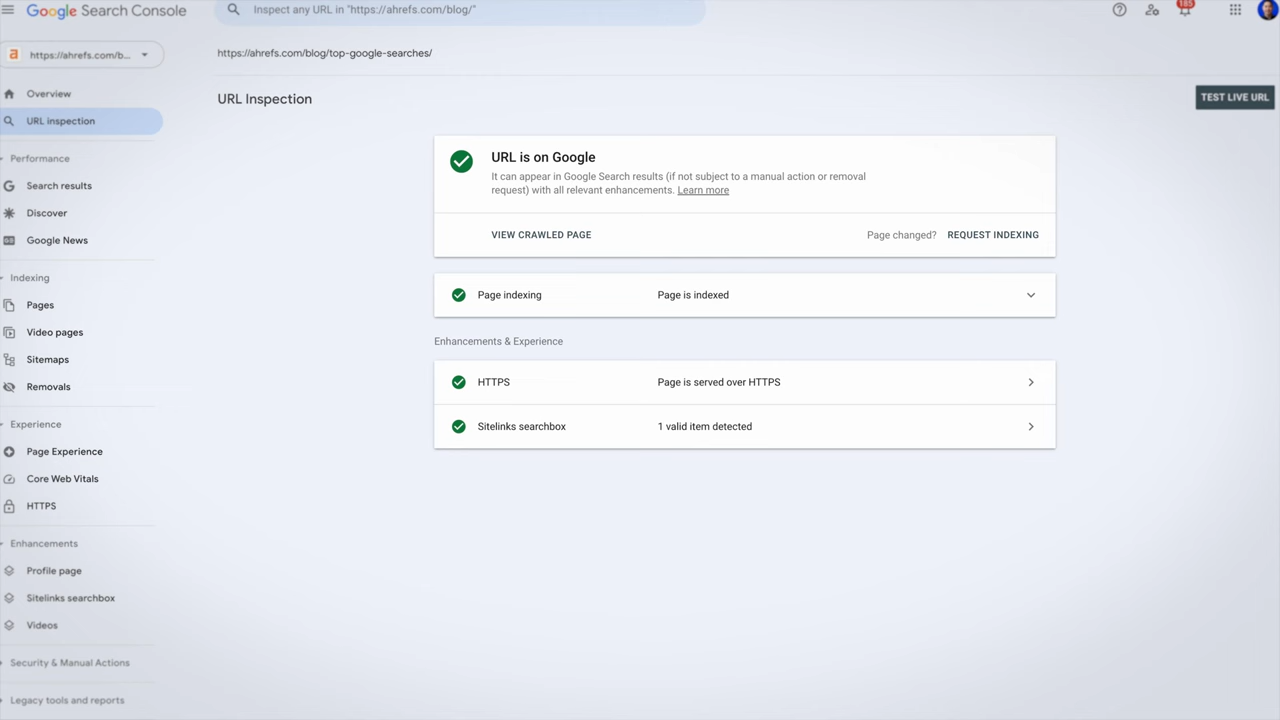 Google Search Console
Inspect any URL in "https://ahrefs.com/blog/"
185
https://ahrefs.com/b...
https://ahrefs.com/blog/top-google-searches/
Overview
URL inspection
Performance
Search results
Discover
Google News
Indexing
Pages
Video pages
Sitemaps
Removals
Experience
Page Experience
Core Web Vitals
HTTPS
Enhancements
Profile page
Sitelinks searchbox
Videos
Security & Manual Actions
Legacy tools and reports
URL Inspection
TEST LIVE URL
URL is on Google
It can appear in Google Search results (if not subject to a manual action or removal
request) with all relevant enhancements. Learn more
VIEW CRAWLED PAGE
Page changed? REQUEST INDEXING
Page indexing Page is indexed
Enhancements & Experience
HTTPS Page is served over HTTPS
Sitelinks searchbox 1 valid item detected